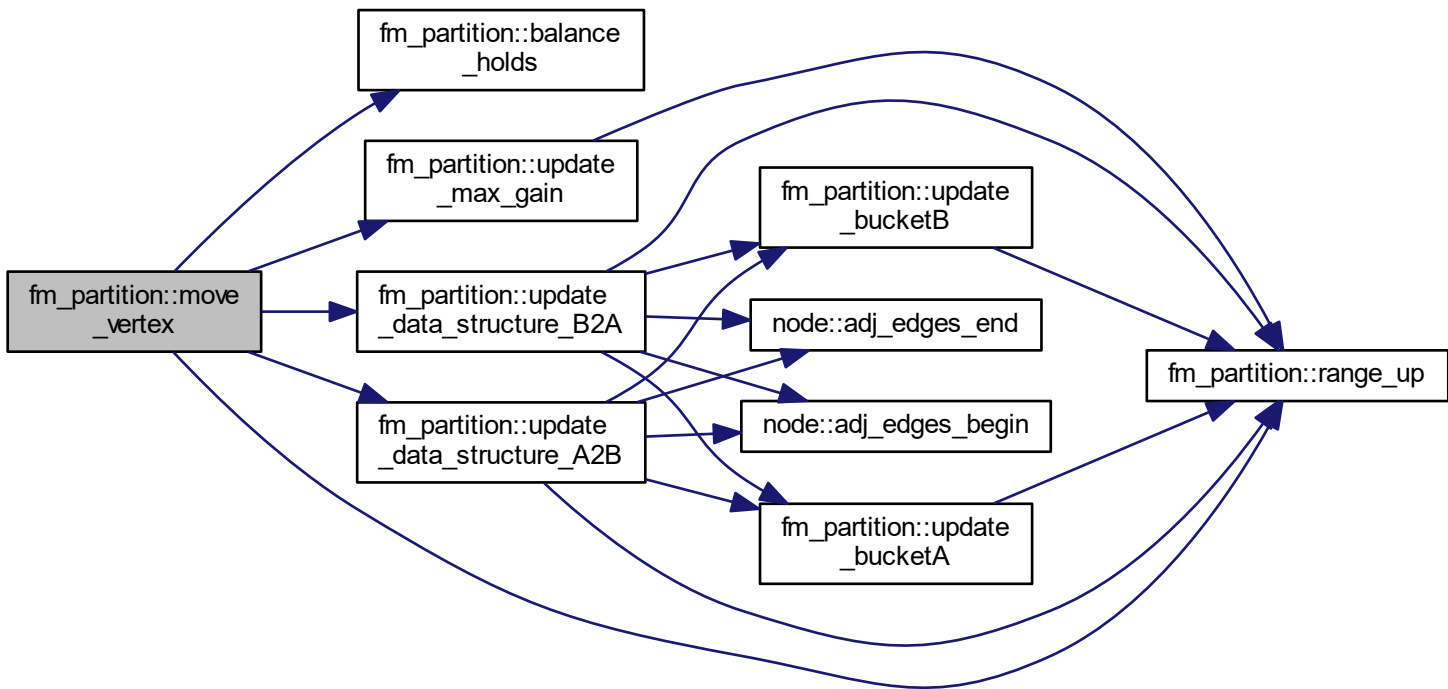 fm_partition::move
_vertex
fm_partition::balance
_holds
fm_partition::update
_max_gain
fm_partition::update
_data_structure_B2A
fm_partition::update
_data_structure_A2B
fm_partition::update
_bucketB
node::adj_edges_end
node::adj_edges_begin
fm_partition::update
_bucketA
fm_partition::range_up